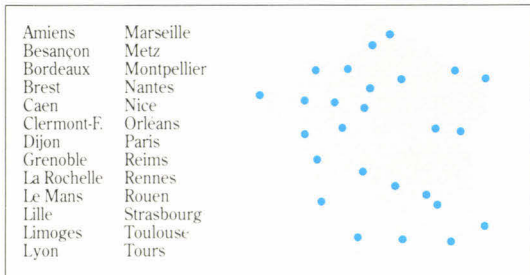 Amiens Marseille
Besançon Metz
Bordeaux Montpellier
Brest Nantes
Caen Nice
Clermont-F. Orléans
Dijon Paris
Grenoble Reims
La Rochelle Rennes
Le Mans Rouen
Lille Strasbourg
Limoges Toulouse
Lyon Tours